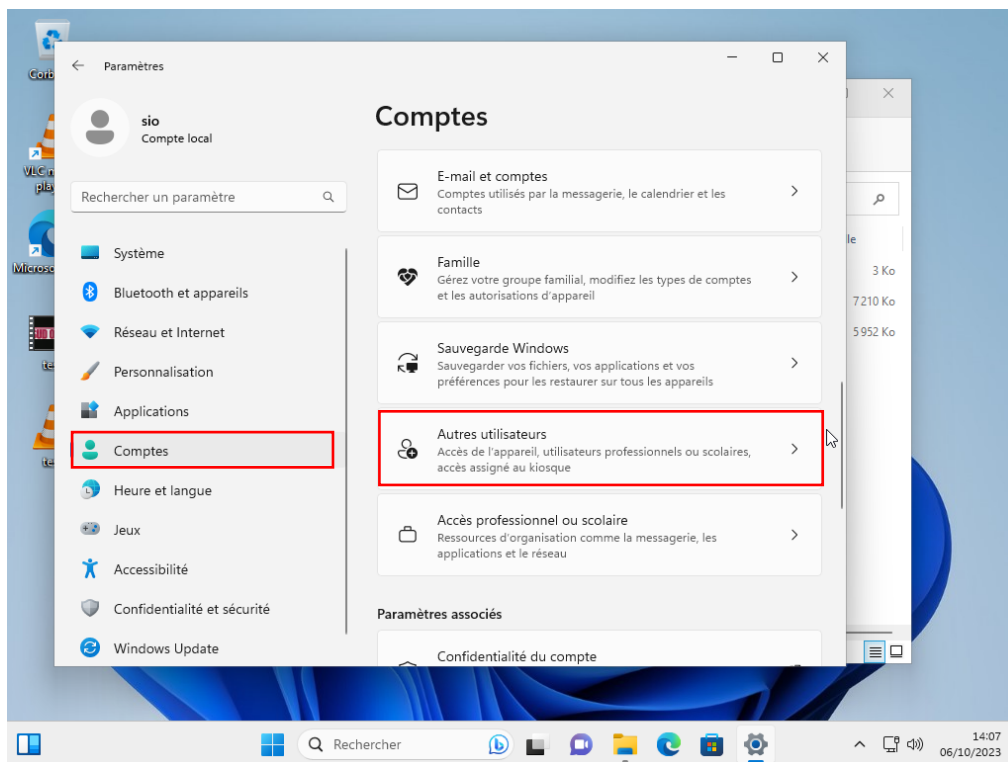 Paramètres
sio
Compte local
Rechercher un paramètre
Système
Bluetooth et appareils
Réseau et Internet
Personnalisation
Applications
Comptes
Heure et langue
Jeux
Accessibilité
Confidentialité et sécurité
Windows Update
Comptes
E-mail et comptes
Comptes utilisés par la messagerie, le calendrier et les
contacts
Famille
Gérez votre groupe familial, modifiez les types de comptes
et les autorisations d'appareil
Sauvegarde Windows
Sauvegarder vos fichiers, vos applications et vos
préférences pour les restaurer sur tous les appareils
Autres utilisateurs
Accès de l'appareil, utilisateurs professionnels ou scolaires,
accès assigné au kiosque
Accès professionnel ou scolaire
Ressources d'organisation comme la messagerie, les
applications et le réseau
Paramètres associés
Confidentialité du compte
3 Ko
7 210 Ko
5 952 Ko
VLC
Rechercher
14:07
06/10/2023